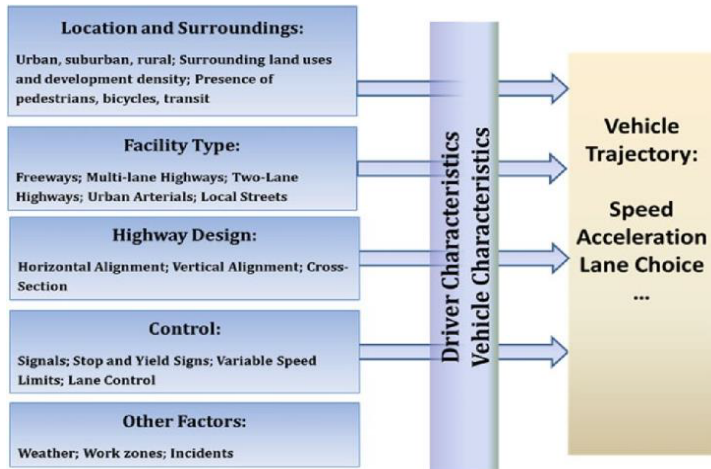 Location and Surroundings:
Urban, suburban, rural; Surrounding land uses
and development density; Presence of
pedestrians, bicycles, transit
Facility Type:
Freeways; Multi-lane Highways; Two-Lane
Highways; Urban Arterials; Local Streets
Highway Design:
Horizontal Alignment; Vertical Alignment; Cross-
Section
Control:
Signals; Stop and Yield Signs; Variable Speed
Limits; Lane Control
Other Factors:
Weather; Work zones; Incidents
Driver Characteristics
Vehicle Characteristics
Vehicle
Trajectory:
Speed
Acceleration
Lane Choice
...